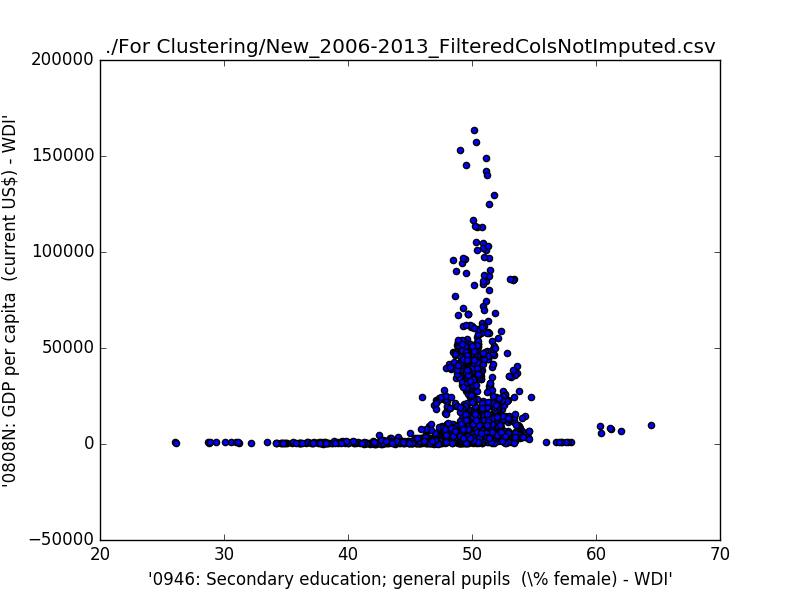 ./For Clustering/New_2006-2013_FilteredColsNotImputed.csv
200000
150000
100000
50000
0
−50000
'0808N: GDP per capita  (current US$) - WDI'
20 30 40 50 60 70
'0946: Secondary education; general pupils  (\% female) - WDI'